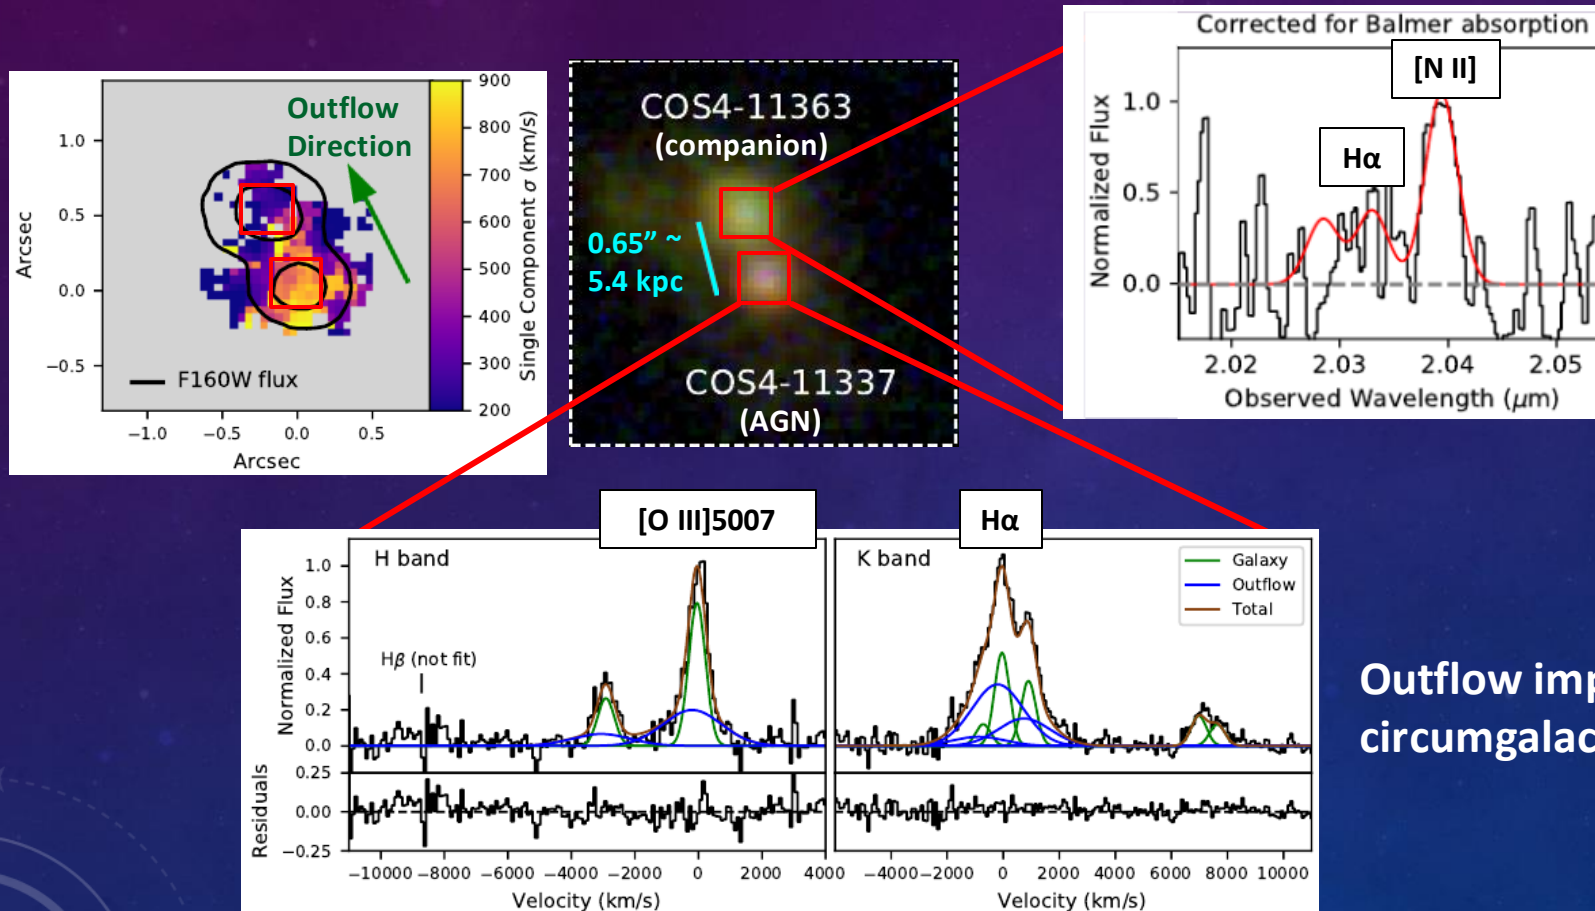 Outflow
Direction
1.0
0.5
0.0
−0.5
Arcsec
F160W flux
−1.0 −0.5 0.0 0.5
Arcsec
900
800
700
600
500
400
300
200
Single Component σ (km/s)
COS4-11363
(companion)
0.65” ~
5.4 kpc
COS4-11337
(AGN)
Corrected for Balmer absorption
[N II]
Hα
1.0
0.5
0.0
Normalized Flux
2.02 2.03 2.04 2.05
Observed Wavelength (μm)
[O III]5007
Hα
H band
Hβ (not fit)
1.0
0.8
0.6
0.4
0.2
0.0
Normalized Flux
0.25
0.00
−0.25
Residuals
−10000 −8000 −6000 −4000 −2000 0 2000 4000
Velocity (km/s)
K band
Galaxy
Outflow
Total
−4000 −2000 0 2000 4000 6000 8000 10000
Velocity (km/s)
Outflow imp
circumgalac